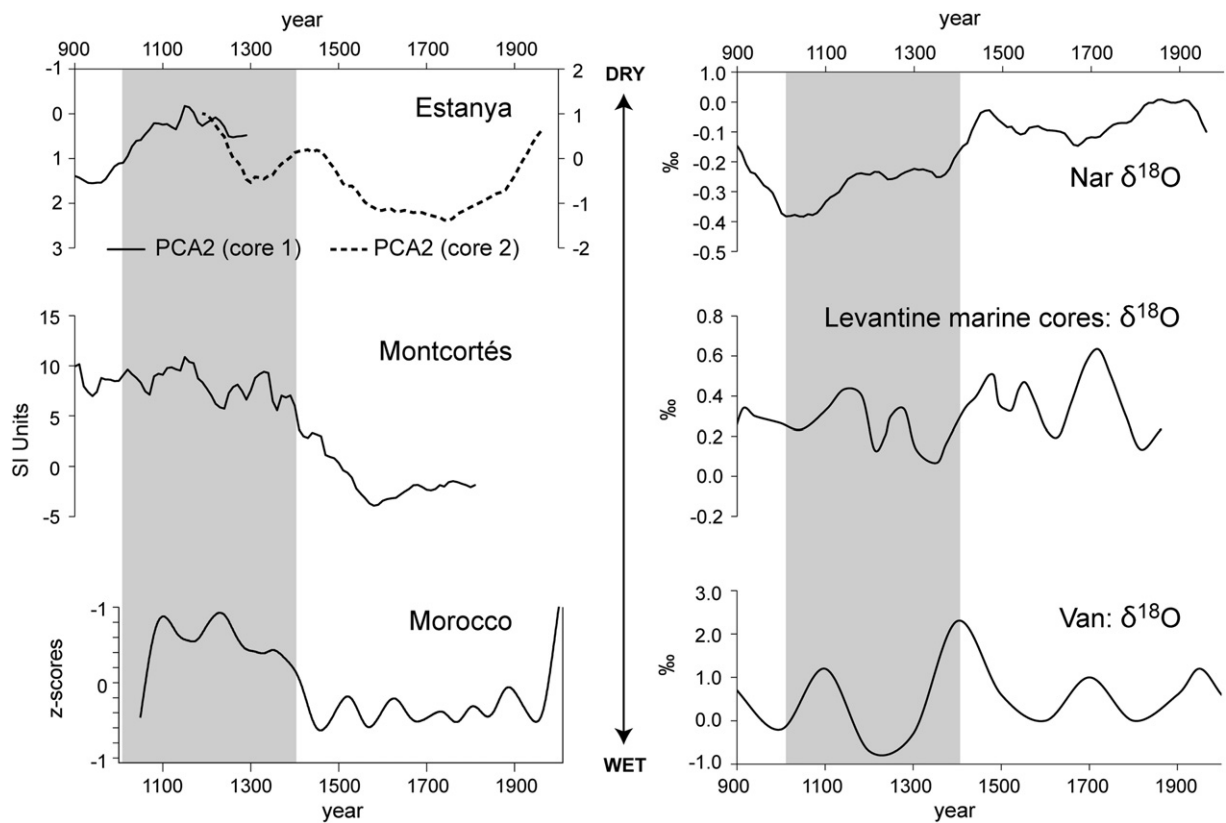 year
900 1100 1300 1500 1700 1900
-1
0
1
2
3
2
1
0
-1
-2
Estanya
PCA2 (core 1) PCA2 (core 2)
15
10
5
0
-5
SI Units
Montcortés
-1
0
-1
z-scores
Morocco
1100 1300 1500 1700 1900
year
DRY
WET
year
900 1100 1300 1500 1700 1900
1.0
0.0
-0.1
-0.2
-0.3
-0.4
-0.5
‰
Nar δ¹⁸O
0.8
0.6
0.4
0.2
0.0
-0.2
‰
Levantine marine cores: δ¹⁸O
3.0
2.0
1.0
0.0
-1.0
‰
Van: δ¹⁸O
900 1100 1300 1500 1700 1900
year